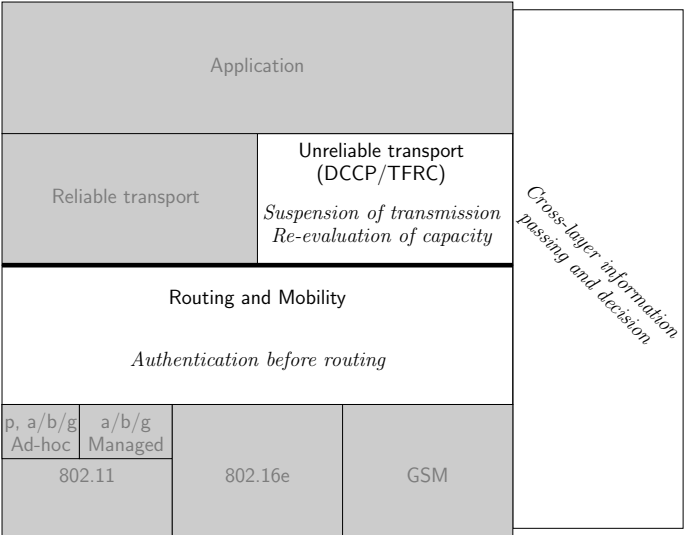 Application
Reliable transport
Unreliable transport
(DCCP/TFRC)
Suspension of transmission
Re-evaluation of capacity
Cross-layer information
passing and decision
Routing and Mobility
Authentication before routing
p, a/b/g
Ad-hoc
a/b/g
Managed
802.11
802.16e
GSM